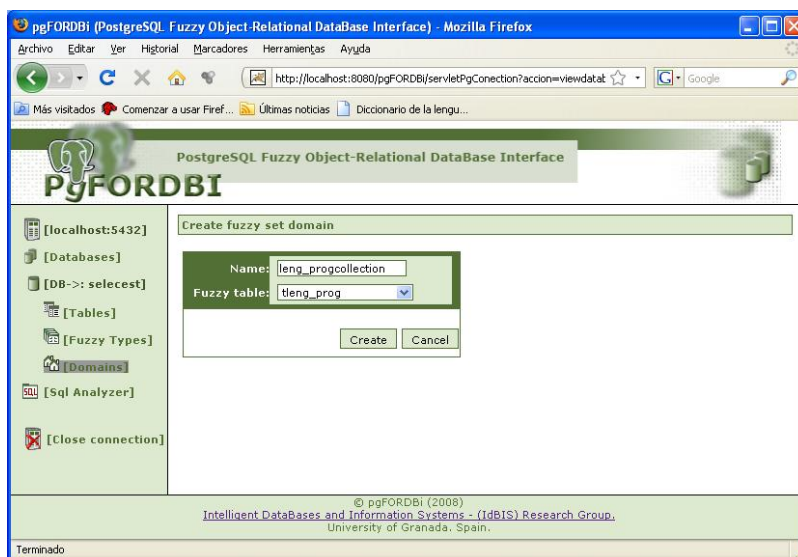 pgFORDBi (PostgreSQL Fuzzy Object-Relational DataBase Interface) - Mozilla Firefox
Archivo Editar Ver Historial Marcadores Herramientas Ayuda
http://localhost:8080/pgFORDBi/servletPgConection?accion=viewdatab
G Google
Más visitados Comenzar a usar Firef... Últimas noticias Diccionario de la lengu...
PgFORDBI
PostgreSQL Fuzzy Object-Relational DataBase Interface
[localhost:5432]
[Databases]
[DB->: selecest]
[Tables]
[Fuzzy Types]
[Domains]
SQL [Sql Analyzer]
[Close connection]
Create fuzzy set domain
Name: leng_progcollection
Fuzzy table: tleng_prog
Create Cancel
© pgFORDBi (2008)
Intelligent DataBases and Information Systems - (IdBIS) Research Group.
University of Granada. Spain.
Terminado